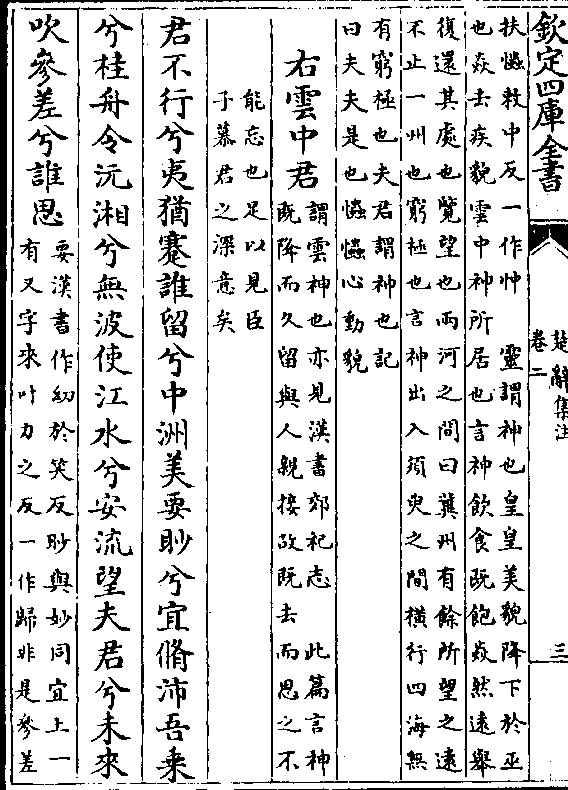 欽定四庫全書
楚辭集注
卷二
三
扶𢥞敕中反一作忡　靈謂神也皇皇美貌降下於巫
也焱去疾貌雲中神所居也言神飲食既飽焱然遠舉
復還其處也覽望也兩河之間曰冀州有餘所望之遠
不止一州也窮極也言神出入須臾之間橫行四海無
有窮極也夫君謂神也記
曰夫夫是也𢥞𢥞心動貌
右雲中君
謂雲神也亦見漢書郊祀志　此篇言神
既降而久留與人親接故既去而思之不
能忘也足以見臣
子慕君之深意矣
君不行兮夷猶蹇誰留兮中洲美要眇兮宜脩沛吾乗
兮桂舟令沅湘兮無波使江水兮安流望夫君兮未來
吹參差兮誰思
要漢書作幼於笑反眇與妙同宜上一
有又字來叶力之反一作歸非是參差